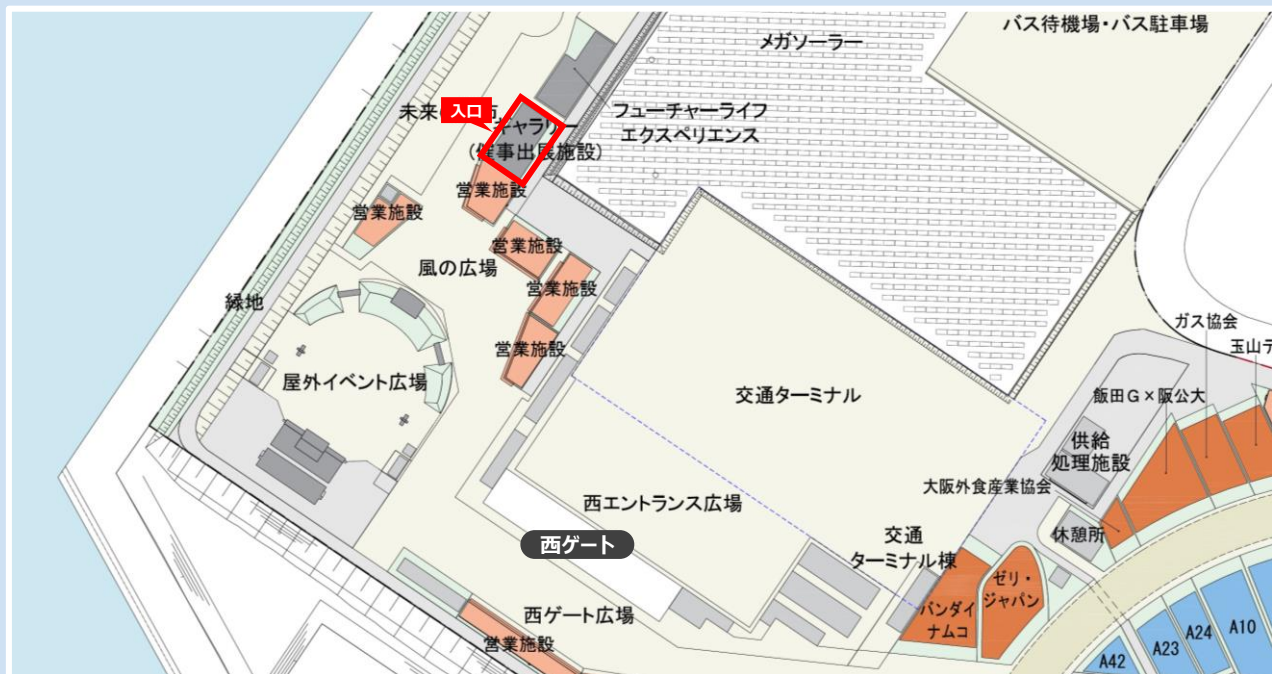 バス待機場・バス駐車場
メガソーラー
未来
入口
ギャラリー
(催事出展施設)
フューチャーライフ
エクスペリエンス
営業施設
営業施設
営業施設
風の広場
営業施設
緑地
営業施設
屋外イベント広場
交通ターミナル
ガス協会
玉山デ
飯田G×阪公大
供給
処理施設
大阪外食産業協会
西エントランス広場
休憩所
西ゲート
交通
ターミナル棟
ゼリ・
ジャパン
バンダイ
ナムコ
西ゲート広場
営業施設
A42
A23
A24
A10